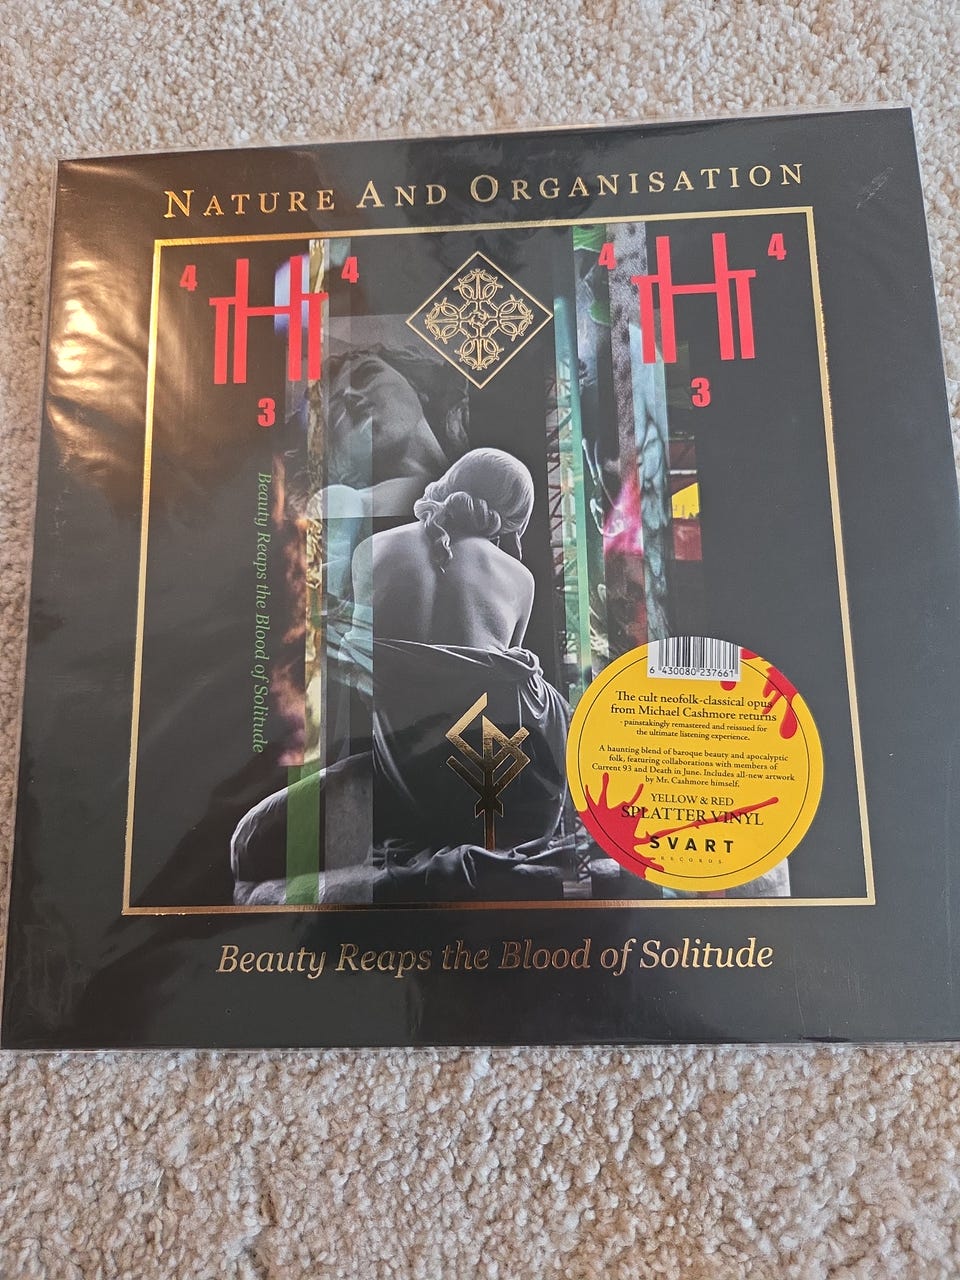 NATURE AND ORGANISATION
4
4
3
4
4
3
Beauty Reaps the Blood of Solitude
6 430080 237661
The cult neofolk-classical opus
from Michael Cashmore returns
- painstakingly remastered and reissued for
the ultimate listening experience.
A haunting blend of baroque beauty and apocalyptic
folk, featuring collaborations with members of
Current 93 and Death in June. Includes all-new artwork
by Mr. Cashmore himself.
YELLOW & RED
SPLATTER VINYL
SVART
RECORDS
Beauty Reaps the Blood of Solitude